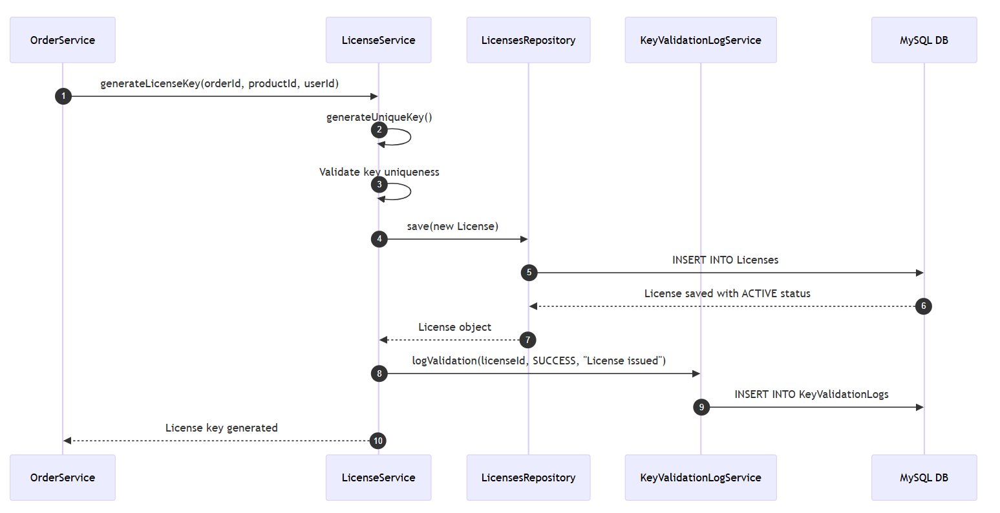 OrderService
LicenseService
LicensesRepository
KeyValidationLogService
MySQL DB
generateLicenseKey(orderId, productId, userId)
1
generateUniqueKey()
2
Validate key uniqueness
3
save(new License)
4
INSERT INTO Licenses
5
License saved with ACTIVE status
6
License object
7
logValidation(licenseId, SUCCESS, "License issued")
8
INSERT INTO KeyValidationLogs
9
License key generated
10
OrderService
LicenseService
LicensesRepository
KeyValidationLogService
MySQL DB